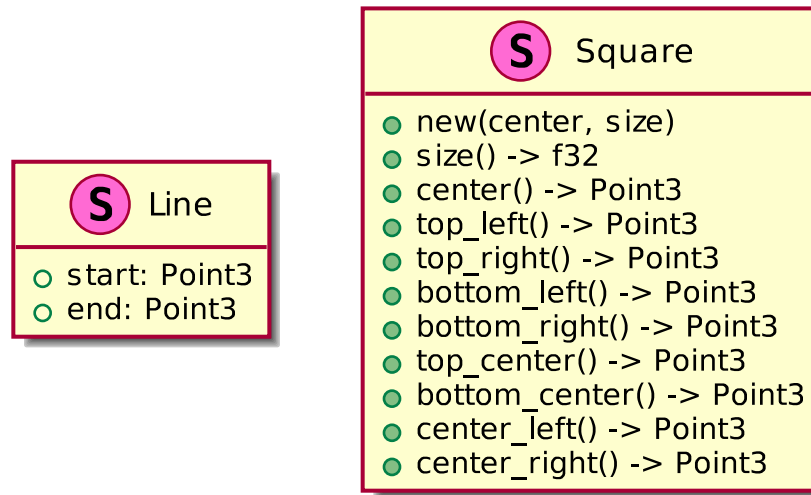 S Line
start: Point3
end: Point3
S Square
new(center, size)
size() -> f32
center() -> Point3
top_left() -> Point3
top_right() -> Point3
bottom_left() -> Point3
bottom_right() -> Point3
top_center() -> Point3
bottom_center() -> Point3
center_left() -> Point3
center_right() -> Point3